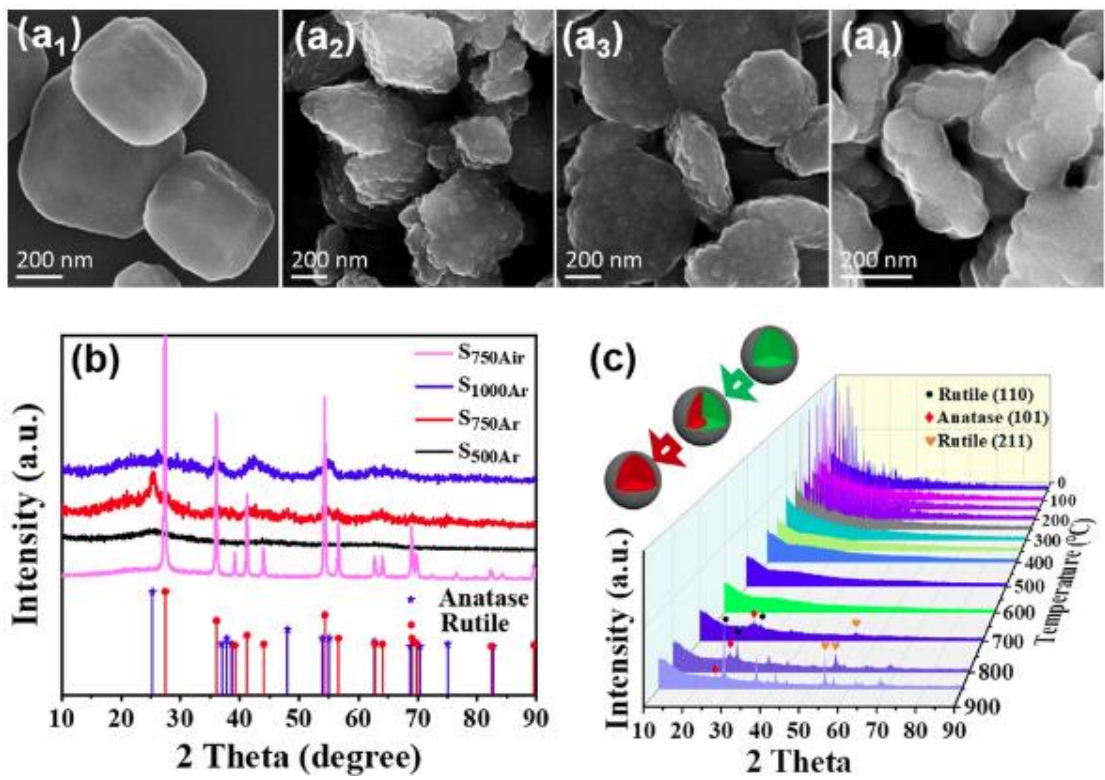 (a₁)
(a₂)
(a₃)
(a₄)
200 nm
200 nm
200 nm
200 nm
(b)
S750Air
S1000Ar
S750Ar
S500Ar
Anatase
Rutile
Intensity (a.u.)
10 20 30 40 50 60 70 80 90
2 Theta (degree)
(c)
Rutile (110)
Anatase (101)
Rutile (211)
0
100
200
300
400
500
600
700
800
900
Temperature (°C)
Intensity (a.u.)
10 20 30 40 50 60 70 80 90
2 Theta